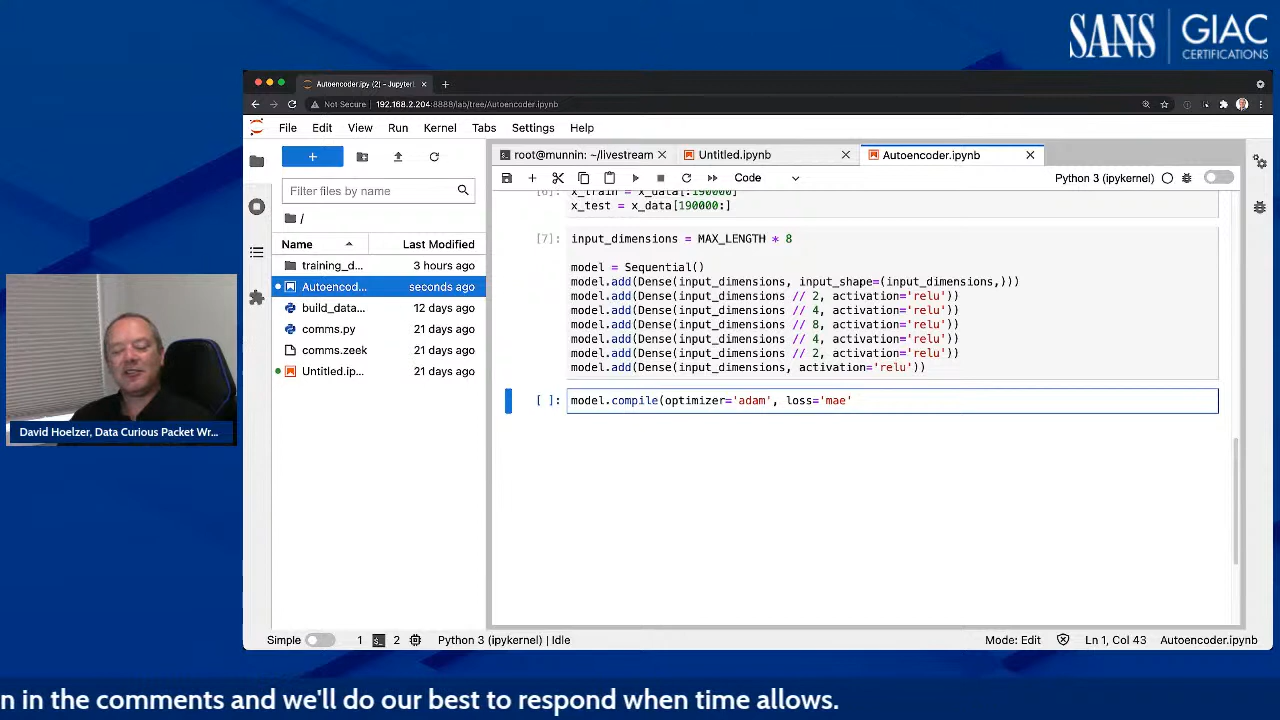 SANS GIAC
CERTIFICATIONS
Autoencoder.ipy (2) - JupyterL
Not Secure 192.168.2.204:8888/lab/tree/Autoencoder.ipynb
File Edit View Run Kernel Tabs Settings Help
root@munnin: ~/livestream
Untitled.ipynb
Autoencoder.ipynb
Code
Python 3 (ipykernel)
Filter files by name
/
Name Last Modified
training_d... 3 hours ago
Autoencod... seconds ago
build_data... 12 days ago
comms.py 21 days ago
comms.zeek 21 days ago
Untitled.ip... 21 days ago
[6]: x_train = x_data[:190000]
x_test = x_data[190000:]
[7]: input_dimensions = MAX_LENGTH * 8
model = Sequential()
model.add(Dense(input_dimensions, input_shape=(input_dimensions,)))
model.add(Dense(input_dimensions // 2, activation='relu'))
model.add(Dense(input_dimensions // 4, activation='relu'))
model.add(Dense(input_dimensions // 8, activation='relu'))
model.add(Dense(input_dimensions // 4, activation='relu'))
model.add(Dense(input_dimensions // 2, activation='relu'))
model.add(Dense(input_dimensions, activation='relu'))
[ ]: model.compile(optimizer='adam', loss='mae'
David Hoelzer, Data Curious Packet Wr...
Simple 1 2 Python 3 (ipykernel) | Idle
Mode: Edit Ln 1, Col 43 Autoencoder.ipynb
n in the comments and we'll do our best to respond when time allows.